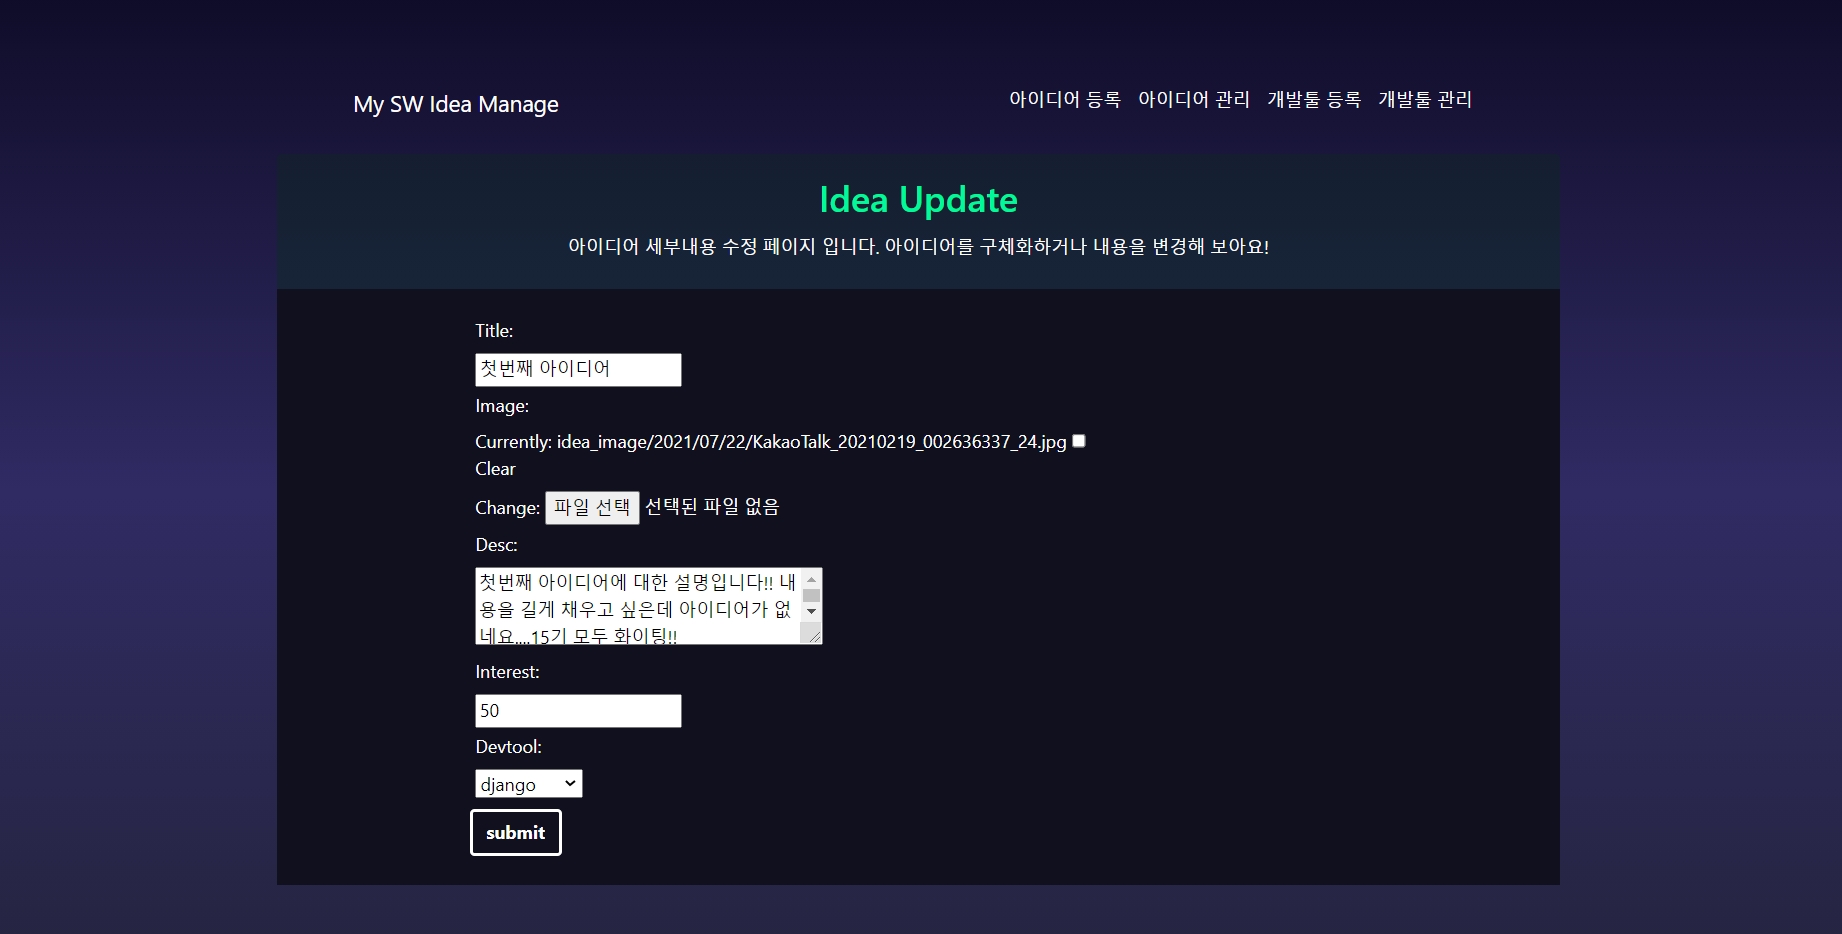 My SW Idea Manage
아이디어 등록 아이디어 관리 개발툴 등록 개발툴 관리
Idea Update
아이디어 세부내용 수정 페이지 입니다. 아이디어를 구체화하거나 내용을 변경해 보아요!
Title:
첫번째 아이디어
Image:
Currently: idea_image/2021/07/22/KakaoTalk_20210219_002636337_24.jpg
Clear
Change: 파일 선택 선택된 파일 없음
Desc:
첫번째 아이디어에 대한 설명입니다!! 내
용을 길게 채우고 싶은데 아이디어가 없
네요....15기 모두 화이팅!!
Interest:
50
Devtool:
django
submit